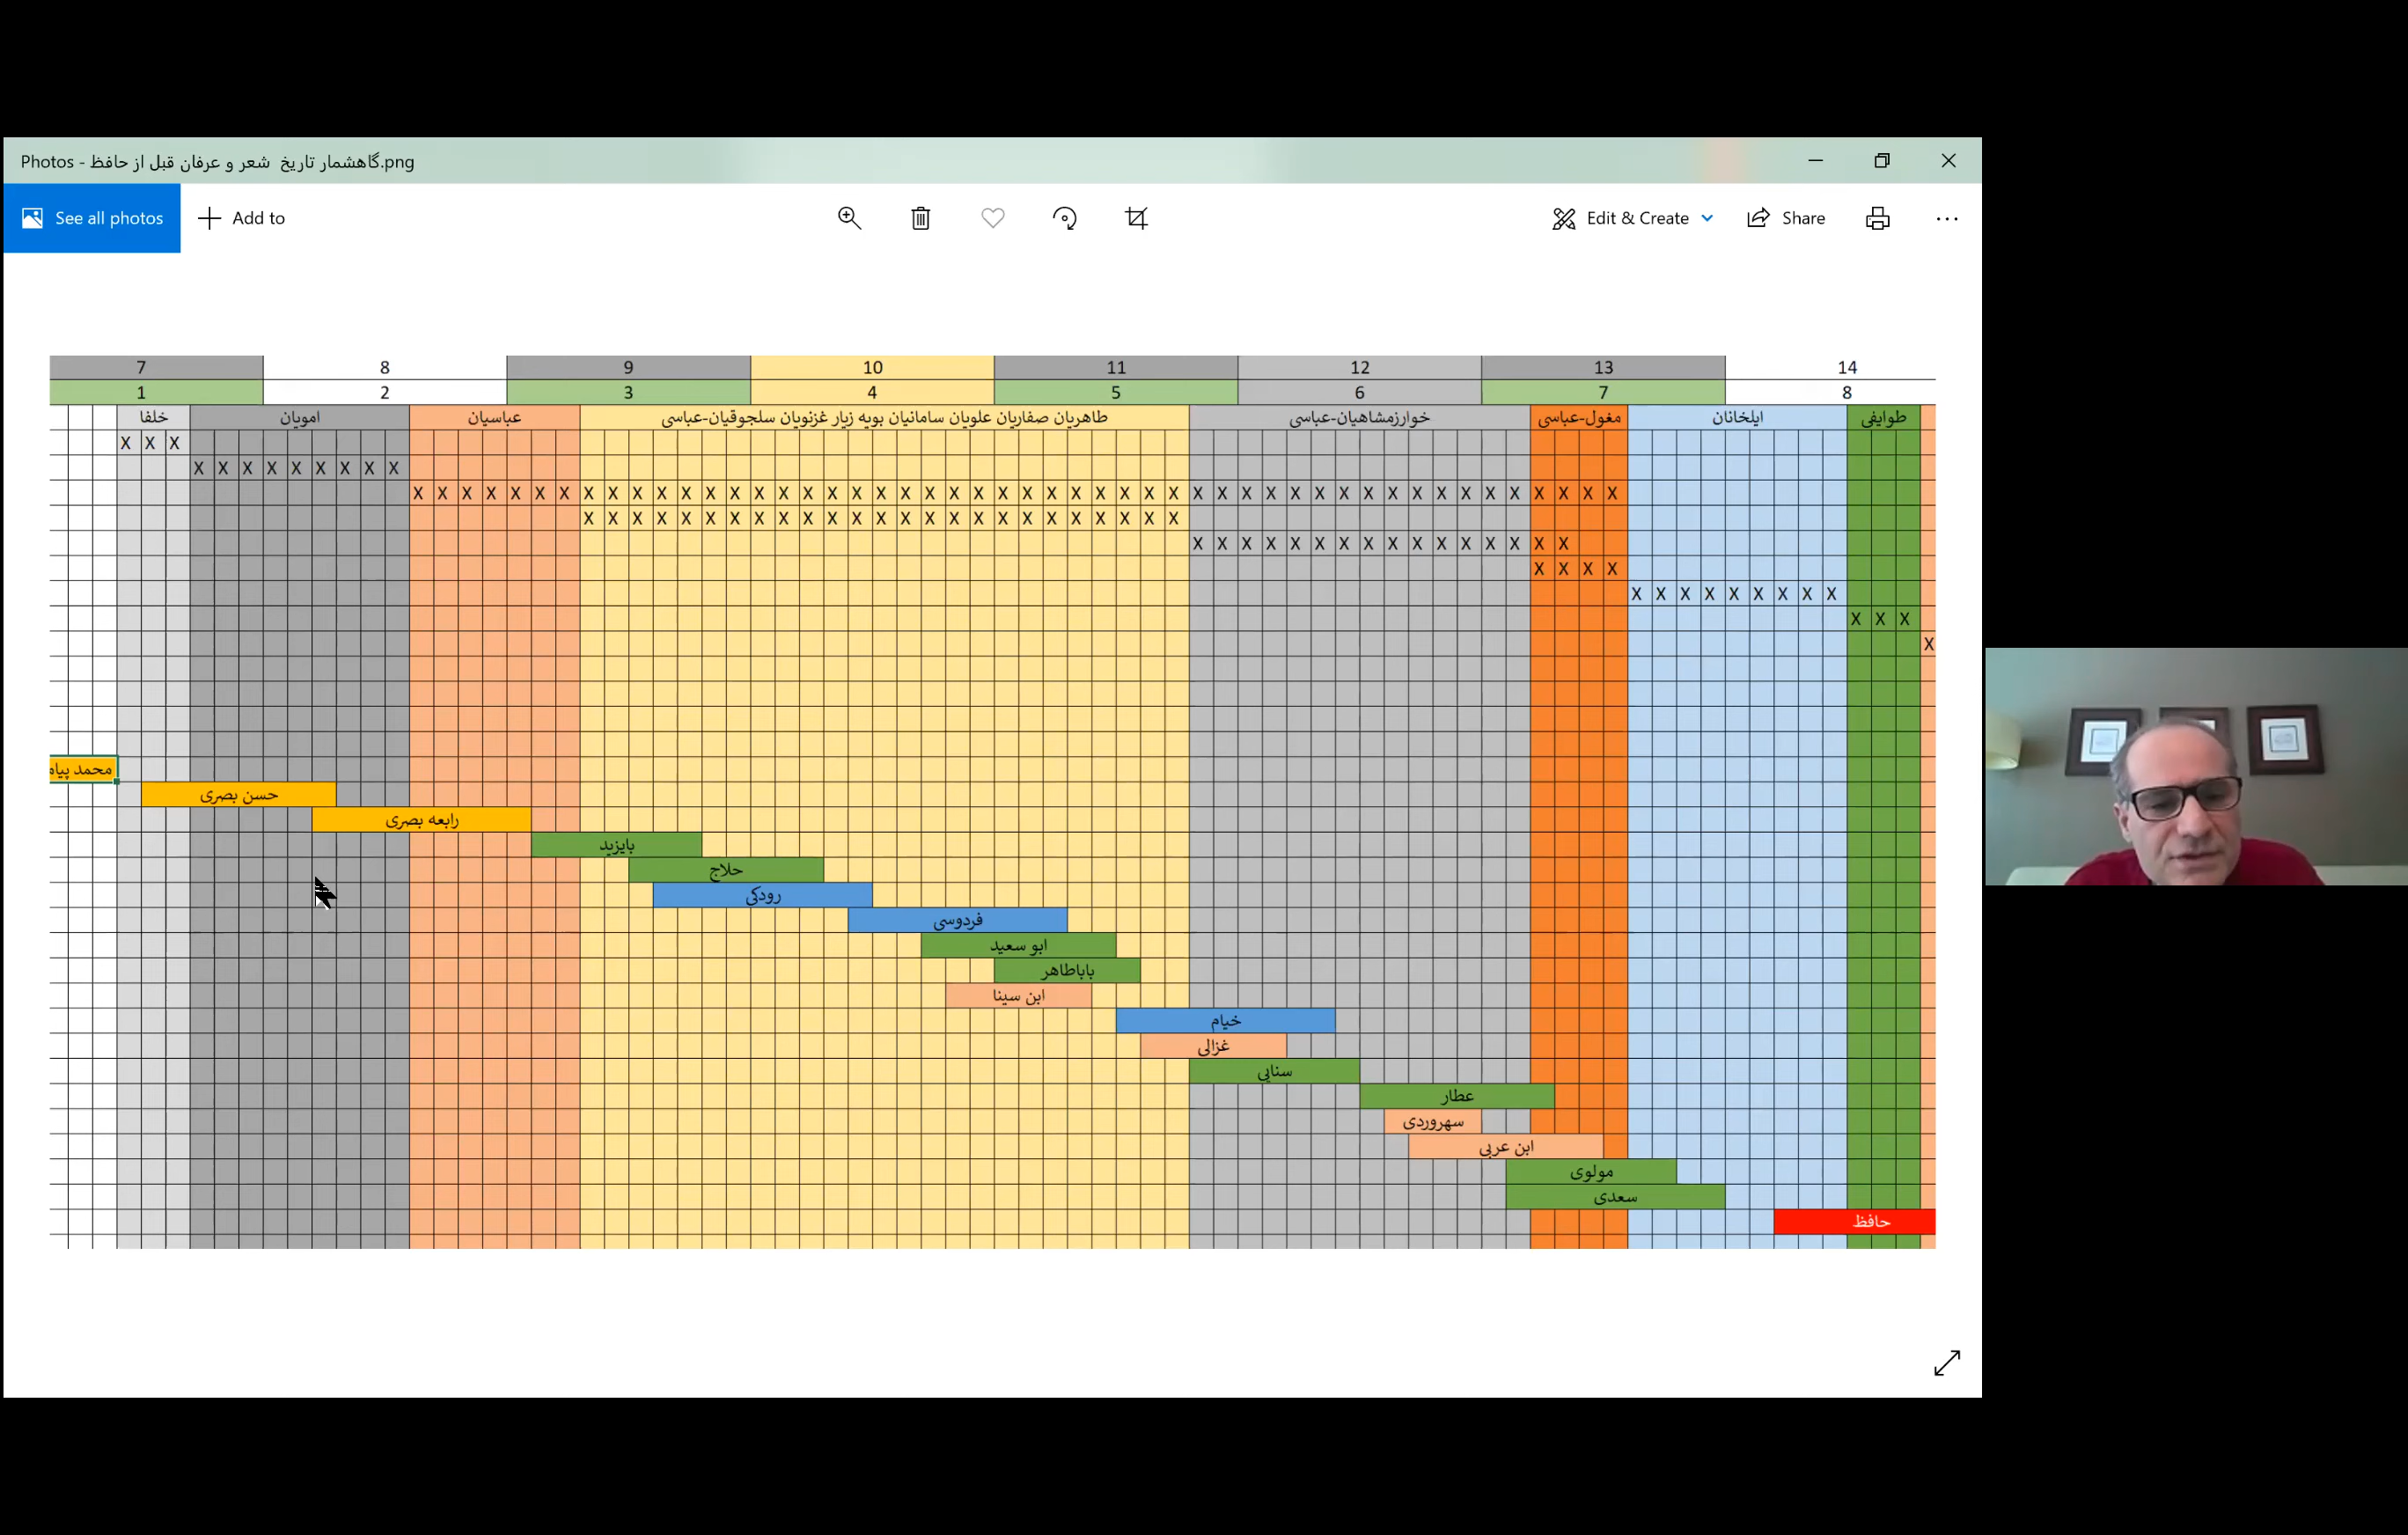 Photos - گاهشمار تاریخ شعر و عرفان قبل از حافظ.png
See all photos Add to Edit & Create Share
7 8 9 10 11 12 13 14
1 2 3 4 5 6 7 8
خلفا امویان عباسیان طاهریان صفاریان علویان سامانیان بویه زیار غزنویان سلجوقیان-عباسی خوارزمشاهیان-عباسی مغول-عباسی ایلخانان طوایفی
X X X
X X X X X X X X X
X X X X X X X X X X X X X X X X X X X X X X X X X X X X X X X X X X X X X X X X X X X X X X X X X X
X X X X X X X X X X X X X X X X X X X X X X X X X
X X X X X X X X X X X X X X X X
X X X X
X X X X X X X X X
X X X
X
محمد پیام
حسن بصری
رابعه بصری
بایزید
حلاج
رودکی
فردوسی
ابو سعید
باباطاهر
ابن سینا
خیام
غزالی
سنایی
عطار
سهروردی
ابن عربی
مولوی
سعدی
حافظ